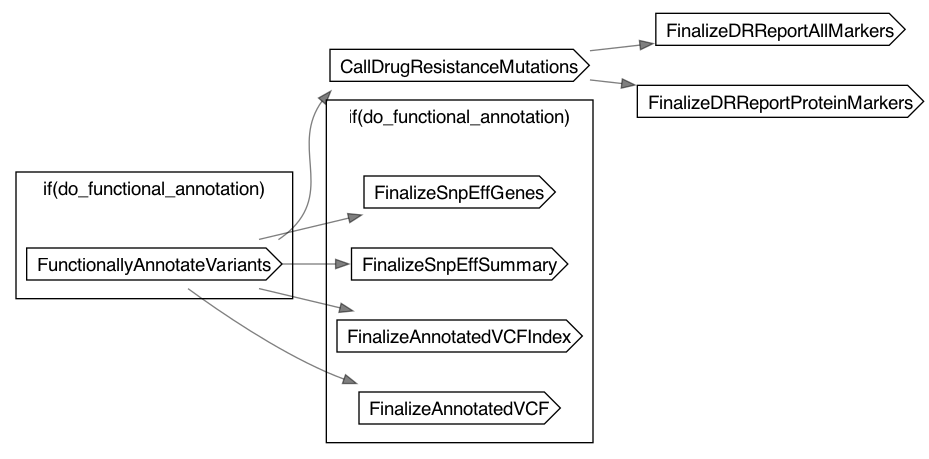 FinalizeDRReportAllMarkers
CallDrugResistanceMutations
FinalizeDRReportProteinMarkers
if(do_functional_annotation)
if(do_functional_annotation)
FinalizeSnpEffGenes
FunctionallyAnnotateVariants
FinalizeSnpEffSummary
FinalizeAnnotatedVCFIndex
FinalizeAnnotatedVCF